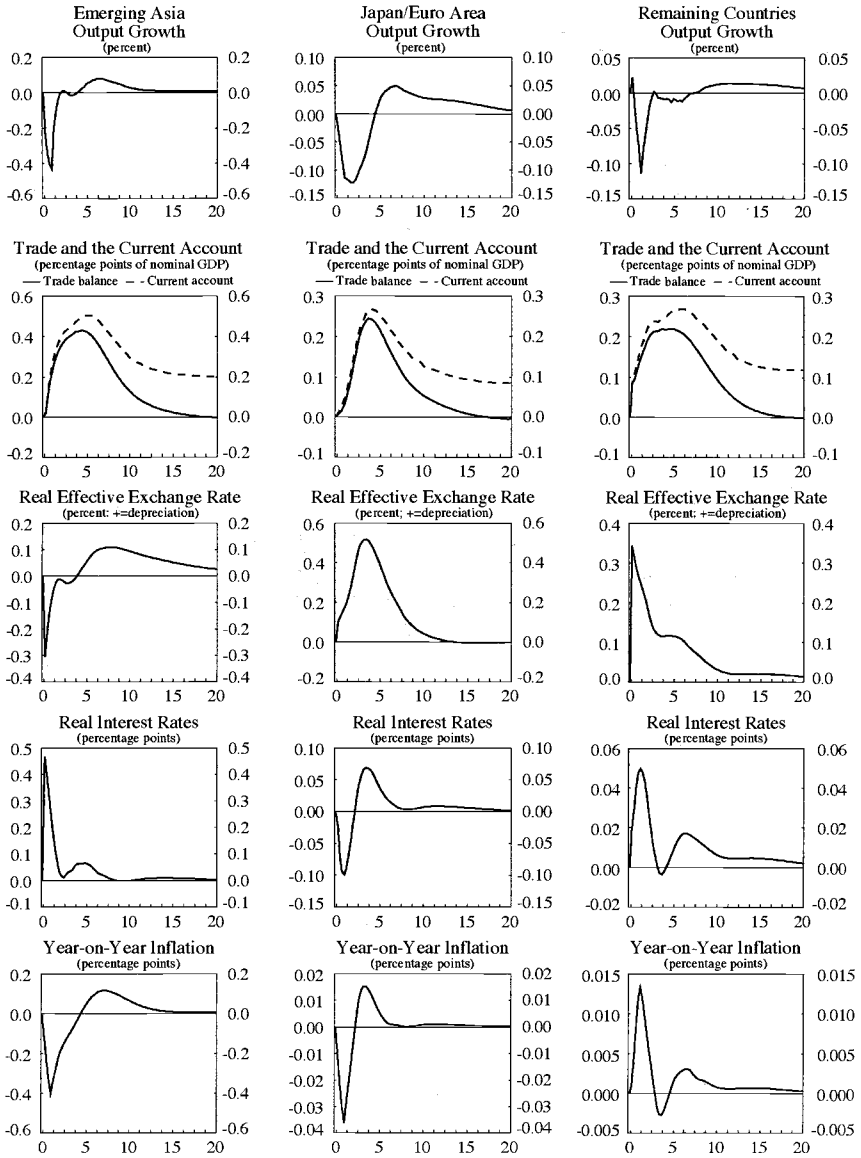 Emerging Asia
Output Growth
(percent)
0.2 0.2
0.0 0.0
-0.2 -0.2
-0.4 -0.4
-0.6 -0.6
0 5 10 15 20
Japan/Euro Area
Output Growth
(percent)
0.10 0.10
0.05 0.05
0.00 0.00
-0.05 -0.05
-0.10 -0.10
-0.15 -0.15
0 5 10 15 20
Remaining Countries
Output Growth
(percent)
0.05 0.05
0.00 0.00
-0.05 -0.05
-0.10 -0.10
-0.15 -0.15
0 5 10 15 20
Trade and the Current Account
(percentage points of nominal GDP)
Trade balance Current account
0.6 0.6
0.4 0.4
0.2 0.2
0.0 0.0
-0.2 -0.2
0 5 10 15 20
Trade and the Current Account
(percentage points of nominal GDP)
Trade balance Current account
0.3 0.3
0.2 0.2
0.1 0.1
0.0 0.0
-0.1 -0.1
0 5 10 15 20
Trade and the Current Account
(percentage points of nominal GDP)
Trade balance Current account
0.3 0.3
0.2 0.2
0.1 0.1
0.0 0.0
-0.1 -0.1
0 5 10 15 20
Real Effective Exchange Rate
(percent; +=depreciation)
0.2 0.2
0.1 0.1
0.0 0.0
-0.1 -0.1
-0.2 -0.2
-0.3 -0.3
-0.4 -0.4
0 5 10 15 20
Real Effective Exchange Rate
(percent; +=depreciation)
0.6 0.6
0.4 0.4
0.2 0.2
0.0 0.0
-0.2 -0.2
0 5 10 15 20
Real Effective Exchange Rate
(percent; +=depreciation)
0.4 0.4
0.3 0.3
0.2 0.2
0.1 0.1
0.0 0.0
0 5 10 15 20
Real Interest Rates
(percentage points)
0.5 0.5
0.4 0.4
0.3 0.3
0.2 0.2
0.1 0.1
0.0 0.0
-0.1 -0.1
0 5 10 15 20
Real Interest Rates
(percentage points)
0.10 0.10
0.05 0.05
0.00 0.00
-0.05 -0.05
-0.10 -0.10
-0.15 -0.15
0 5 10 15 20
Real Interest Rates
(percentage points)
0.06 0.06
0.04 0.04
0.02 0.02
0.00 0.00
-0.02 -0.02
0 5 10 15 20
Year-on-Year Inflation
(percentage points)
0.2 0.2
0.0 0.0
-0.2 -0.2
-0.4 -0.4
-0.6 -0.6
0 5 10 15 20
Year-on-Year Inflation
(percentage points)
0.02 0.02
0.01 0.01
0.00 0.00
-0.01 -0.01
-0.02 -0.02
-0.03 -0.03
-0.04 -0.04
0 5 10 15 20
Year-on-Year Inflation
(percentage points)
0.015 0.015
0.010 0.010
0.005 0.005
0.000 0.000
-0.005 -0.005
0 5 10 15 20